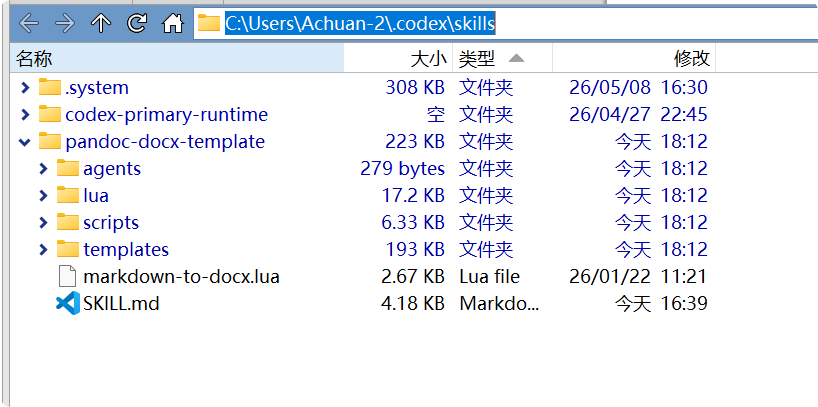 C:\Users\Achuan-2\.codex\skills
名称 大小 类型 修改
.system 308 KB 文件夹 26/05/08 16:30
codex-primary-runtime 空 文件夹 26/04/27 22:45
pandoc-docx-template 223 KB 文件夹 今天 18:12
agents 279 bytes 文件夹 今天 18:12
lua 17.2 KB 文件夹 今天 18:12
scripts 6.33 KB 文件夹 今天 18:12
templates 193 KB 文件夹 今天 18:12
markdown-to-docx.lua 2.67 KB Lua file 26/01/22 11:21
SKILL.md 4.18 KB Markdo... 今天 16:39